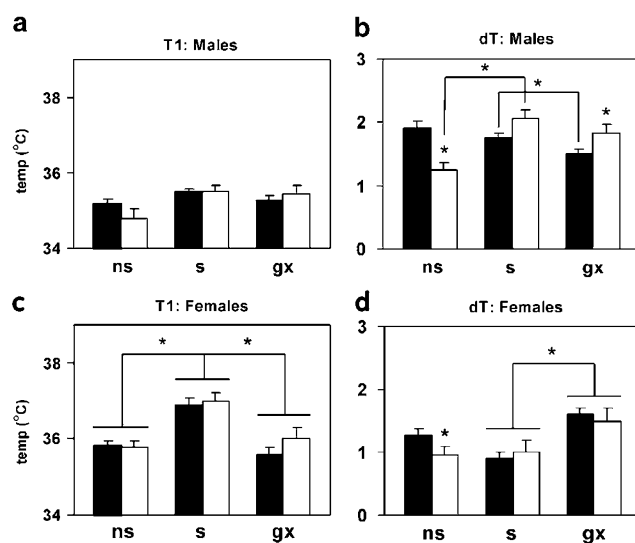 a
T1: Males
temp (°C)
38
36
34
ns s gx
b
dT: Males
3
2
1
0
* * * *
ns s gx
c
T1: Females
temp (°C)
38
36
34
* *
ns s gx
d
dT: Females
3
2
1
0
* *
ns s gx